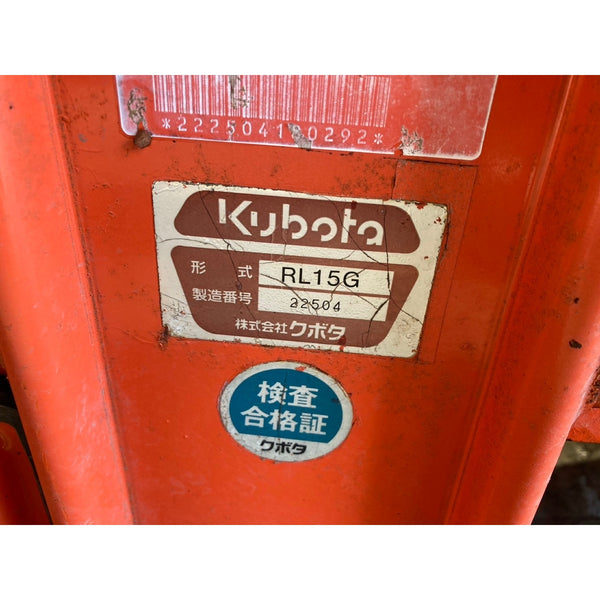 *222504180292*
Kubota
形式 RL15G
製造番号 22504
株式会社クボタ
検査
合格証
クボタ